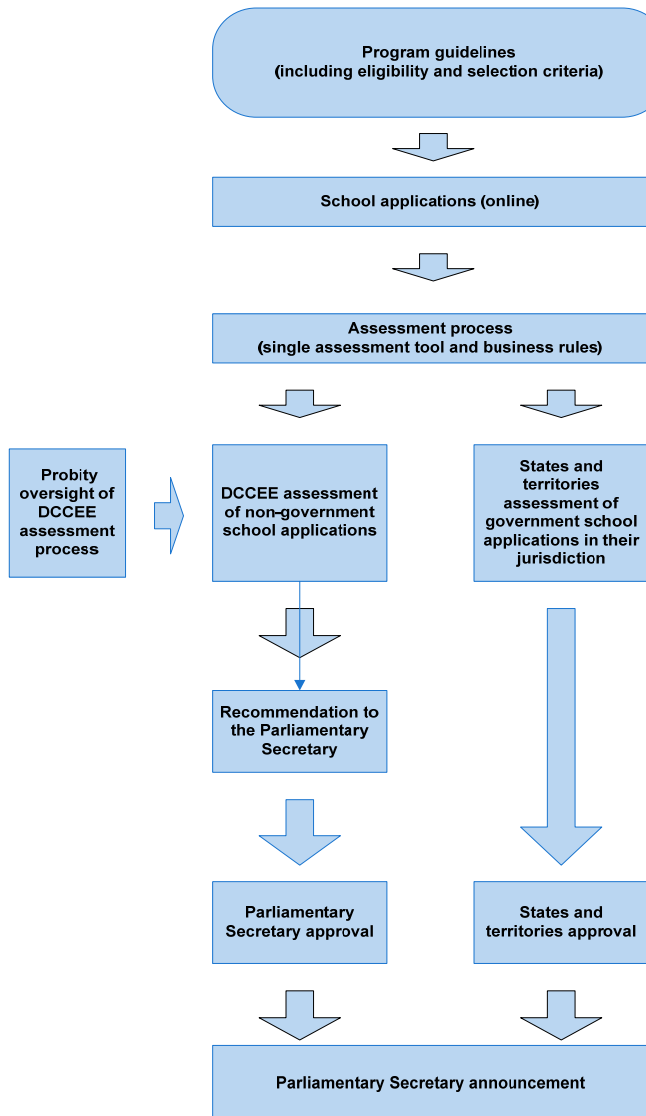 Program guidelines
(including eligibility and selection criteria)
School applications (online)
Assessment process
(single assessment tool and business rules)
Probity
oversight of
DCCEE
assessment
process
DCCEE assessment
of non-government
school applications
States and
territories
assessment of
government school
applications in their
jurisdiction
Recommendation to
the Parliamentary
Secretary
Parliamentary
Secretary approval
States and
territories approval
Parliamentary Secretary announcement